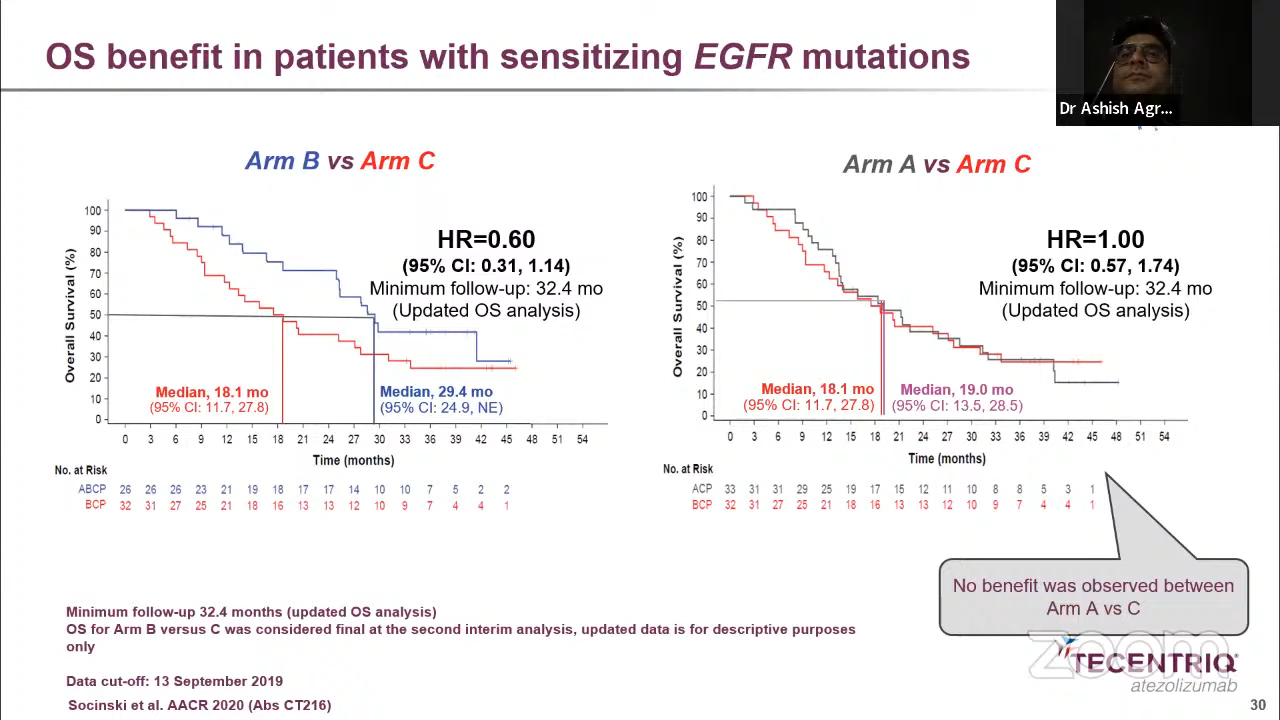 OS benefit in patients with sensitizing EGFR mutations
Dr Ashish Agr...
Arm B vs Arm C
Overall Survival (%)
100
90
80
70
60
50
40
30
20
10
0
HR=0.60
(95% CI: 0.31, 1.14)
Minimum follow-up: 32.4 mo
(Updated OS analysis)
Median, 18.1 mo
(95% CI: 11.7, 27.8)
Median, 29.4 mo
(95% CI: 24.9, NE)
0 3 6 9 12 15 18 21 24 27 30 33 36 39 42 45 48 51 54
Time (months)
No. at Risk
ABCP 26 26 26 23 21 19 18 17 17 14 10 10 7 5 2 2
BCP 32 31 27 25 21 18 16 13 13 12 10 9 7 4 4 1
Arm A vs Arm C
Overall Survival (%)
100
90
80
70
60
50
40
30
20
10
0
HR=1.00
(95% CI: 0.57, 1.74)
Minimum follow-up: 32.4 mo
(Updated OS analysis)
Median, 18.1 mo
(95% CI: 11.7, 27.8)
Median, 19.0 mo
(95% CI: 13.5, 28.5)
0 3 6 9 12 15 18 21 24 27 30 33 36 39 42 45 48 51 54
Time (months)
No. at Risk
ACP 33 31 31 29 25 19 17 15 12 11 10 8 8 5 3 1
BCP 32 31 27 25 21 18 16 13 13 12 10 9 7 4 4 1
No benefit was observed between
Arm A vs C
Minimum follow-up 32.4 months (updated OS analysis)
OS for Arm B versus C was considered final at the second interim analysis, updated data is for descriptive purposes
only
Data cut-off: 13 September 2019
Socinski et al. AACR 2020 (Abs CT216)
zoom
TECENTRIQ®
atezolizumab
30